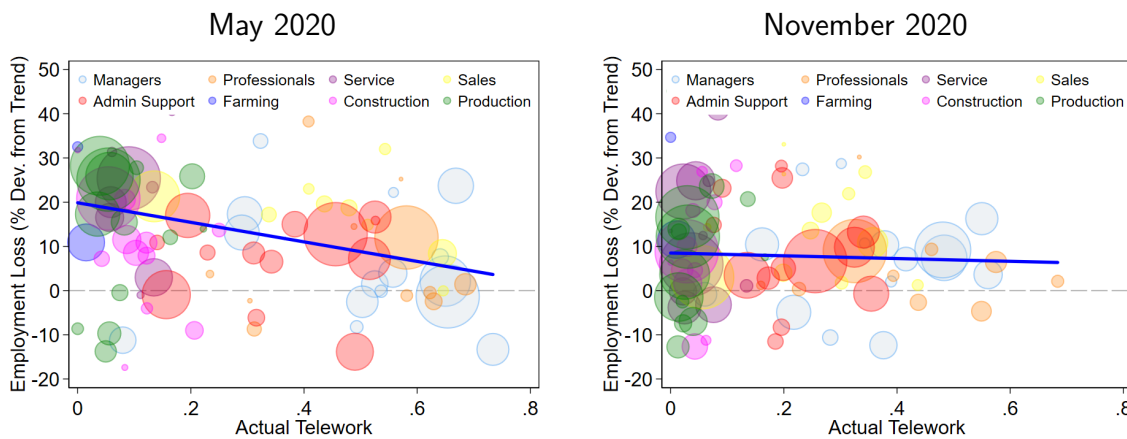 May 2020
November 2020
Employment Loss (% Dev. from Trend)
50
40
30
20
10
0
-10
-20
Managers Professionals Service Sales
Admin Support Farming Construction Production
0 .2 .4 .6 .8
Actual Telework
Employment Loss (% Dev. from Trend)
50
40
30
20
10
0
-10
-20
Managers Professionals Service Sales
Admin Support Farming Construction Production
0 .2 .4 .6 .8
Actual Telework